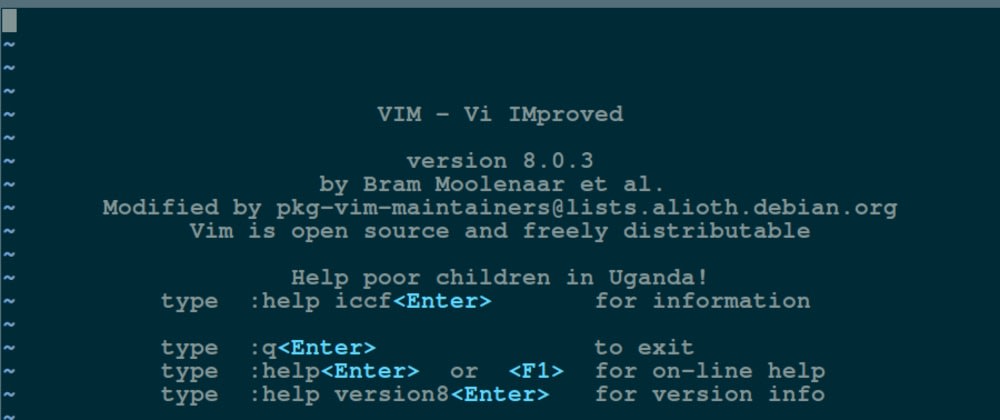 ~
~
~
~ VIM - Vi IMproved
~
~ version 8.0.3
~ by Bram Moolenaar et al.
~ Modified by pkg-vim-maintainers@lists.alioth.debian.org
~ Vim is open source and freely distributable
~
~ Help poor children in Uganda!
~ type :help iccf<Enter> for information
~
~ type :q<Enter> to exit
~ type :help<Enter> or <F1> for on-line help
~ type :help version8<Enter> for version info
~